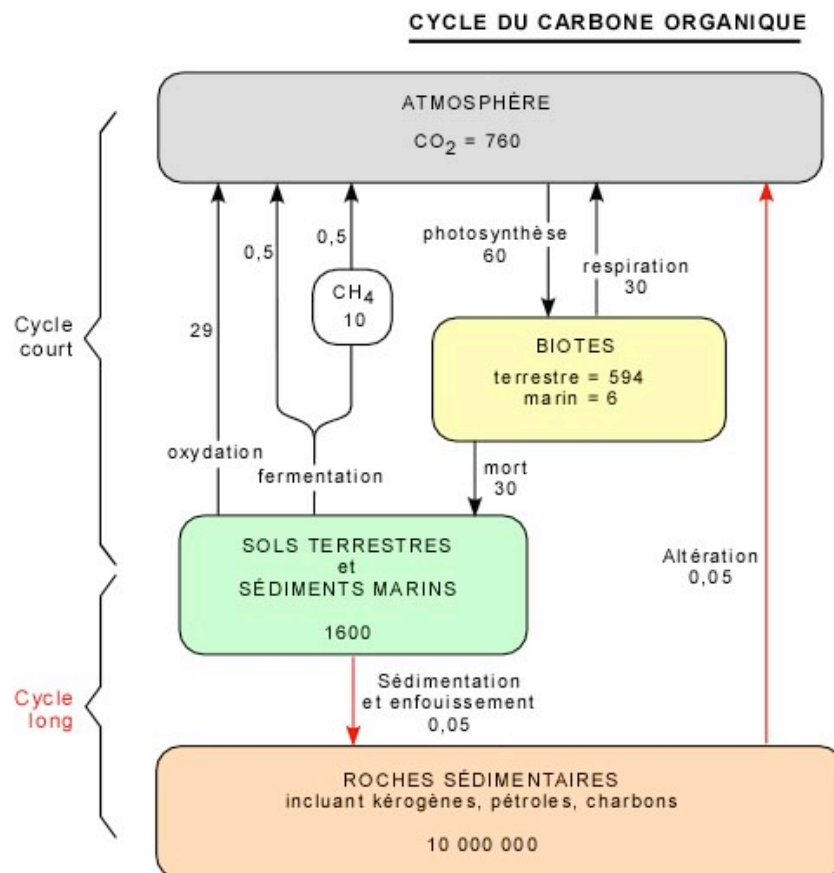 CYCLE DU CARBONE ORGANIQUE
ATMOSPHÈRE
CO2 = 760
0,5
0,5
photosynthèse
60
respiration
30
CH4
10
Cycle
court
29
BIOTES
terrestre = 594
marin = 6
oxydation
fermentation
mort
30
SOLS TERRESTRES
et
SÉDIMENTS MARINS
1600
Altération
0,05
Cycle
long
Sédimentation
et enfouissement
0,05
ROCHES SÉDIMENTAIRES
incluant kérogènes, pétroles, charbons
10 000 000